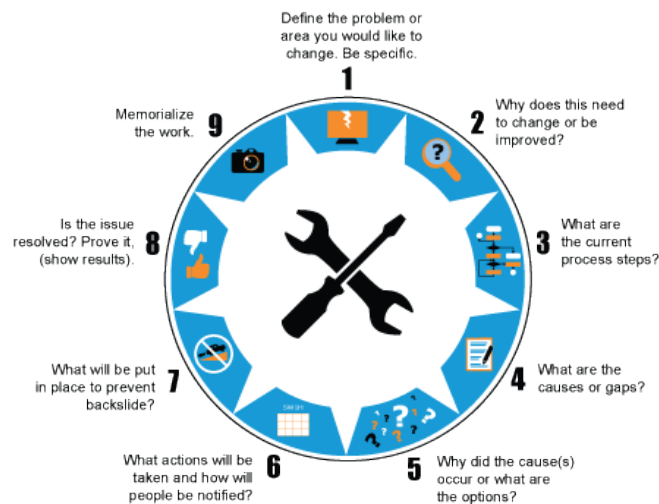 Define the problem or
area you would like to
change. Be specific.
1
2
Why does this need
to change or be
improved?
3
What are
the current
process steps?
4
What are the
causes or gaps?
5
Why did the cause(s)
occur or what are
the options?
6
What actions will be
taken and how will
people be notified?
7
What will be put
in place to prevent
backslide?
8
Is the issue
resolved? Prove it,
(show results).
9
Memorialize
the work.